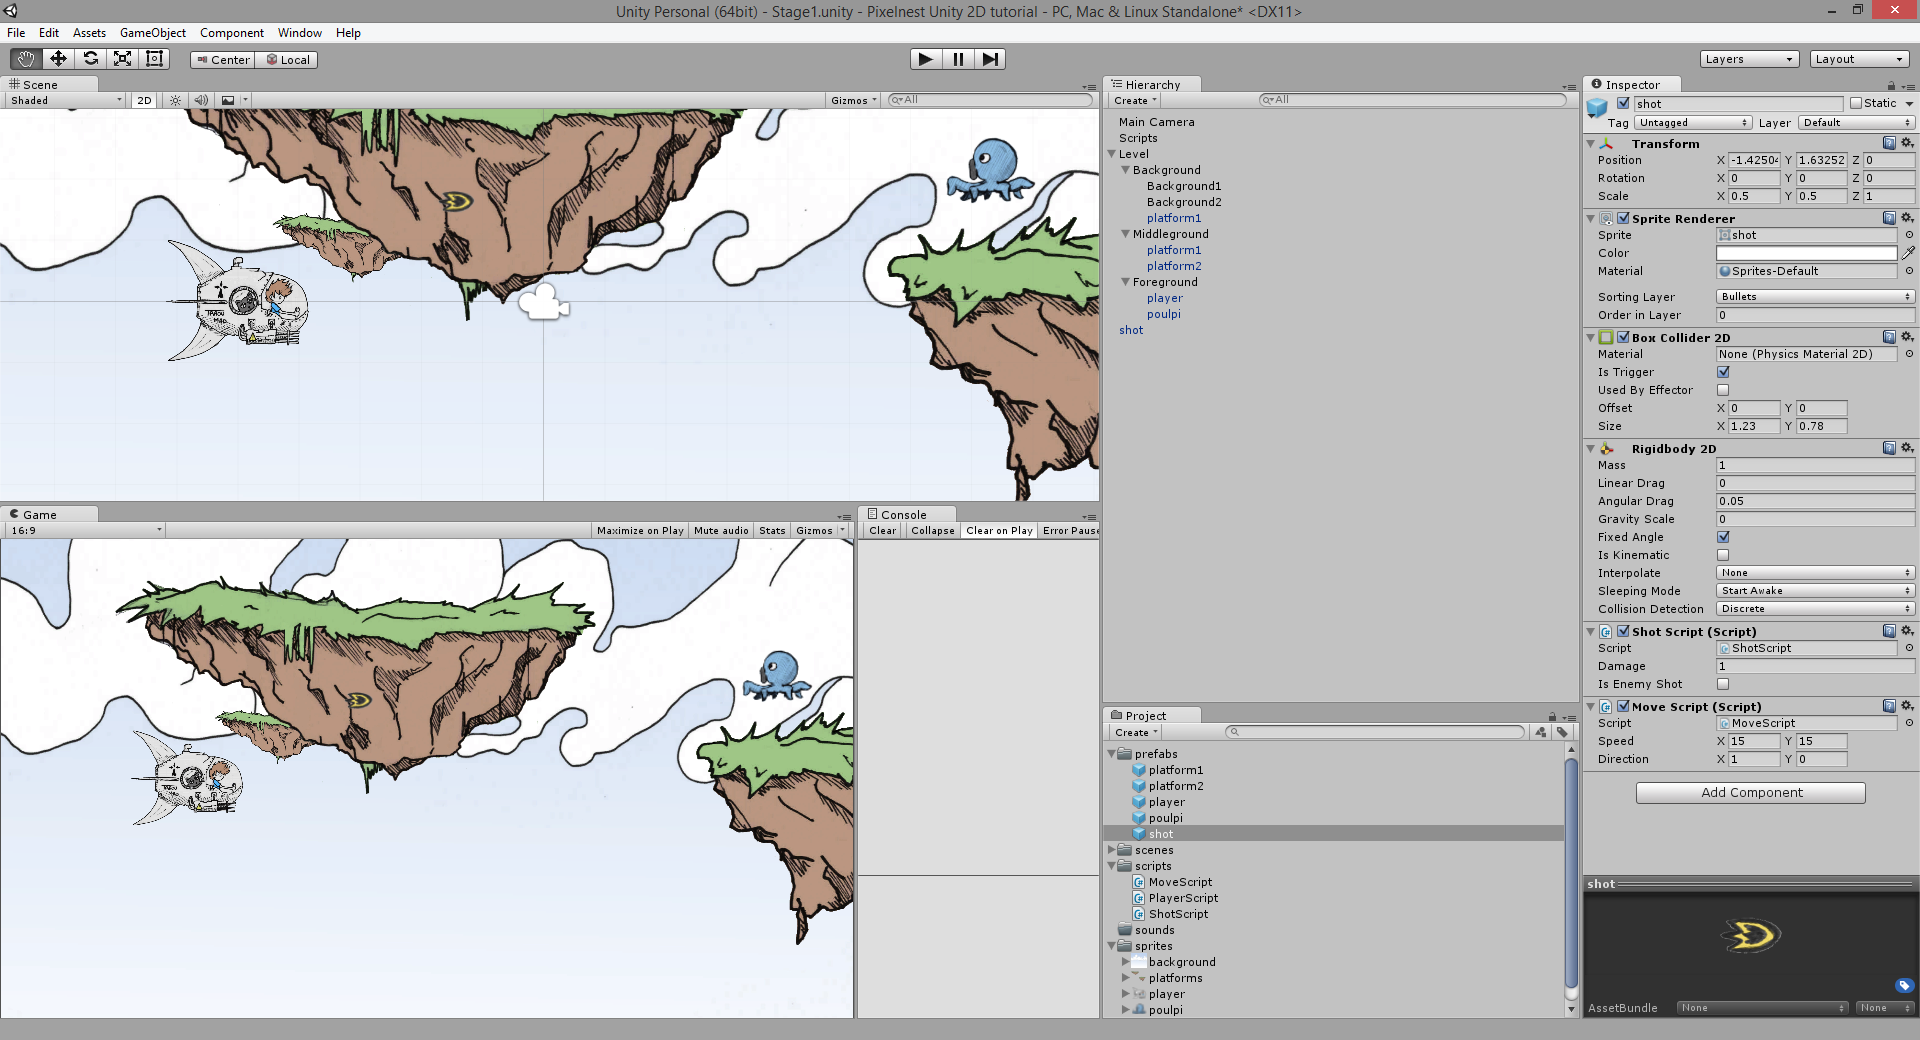 Unity Personal (64bit) - Stage1.unity - Pixelnest Unity 2D tutorial - PC, Mac & Linux Standalone* <DX11>
File Edit Assets GameObject Component Window Help
Center Local
Layers Layout
Scene
Shaded 2D Gizmos All
Game
16:9 Maximize on Play Mute audio Stats Gizmos
Console
Clear Collapse Clear on Play Error Pause
Hierarchy
Create All
Main Camera
Scripts
Level
Background
Background1
Background2
platform1
Middleground
platform1
platform2
Foreground
player
poulpi
shot
Project
Create
prefabs
platform1
platform2
player
poulpi
shot
scenes
scripts
MoveScript
PlayerScript
ShotScript
sounds
sprites
background
platforms
player
poulpi
Inspector
shot Static
Tag Untagged Layer Default
Transform
Position X -1.4250 Y 1.63252 Z 0
Rotation X 0 Y 0 Z 0
Scale X 0.5 Y 0.5 Z 1
Sprite Renderer
Sprite shot
Color
Material Sprites-Default
Sorting Layer Bullets
Order in Layer 0
Box Collider 2D
Material None (Physics Material 2D)
Is Trigger
Used By Effector
Offset X 0 Y 0
Size X 1.23 Y 0.78
Rigidbody 2D
Mass 1
Linear Drag 0
Angular Drag 0.05
Gravity Scale 0
Fixed Angle
Is Kinematic
Interpolate None
Sleeping Mode Start Awake
Collision Detection Discrete
Shot Script (Script)
Script ShotScript
Damage 1
Is Enemy Shot
Move Script (Script)
Script MoveScript
Speed X 15 Y 15
Direction X 1 Y 0
Add Component
shot
AssetBundle None None